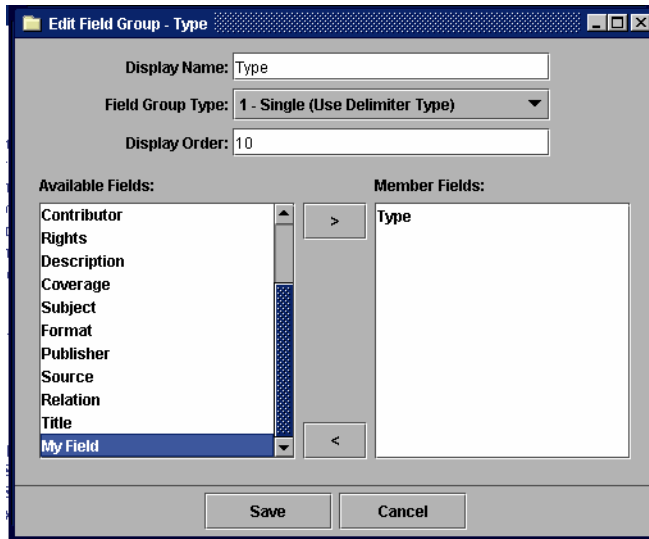 Edit Field Group - Type
Display Name: Type
Field Group Type: 1 - Single (Use Delimiter Type)
Display Order: 10
Available Fields:
Contributor
Rights
Description
Coverage
Subject
Format
Publisher
Source
Relation
Title
My Field
>
<
Member Fields:
Type
Save
Cancel